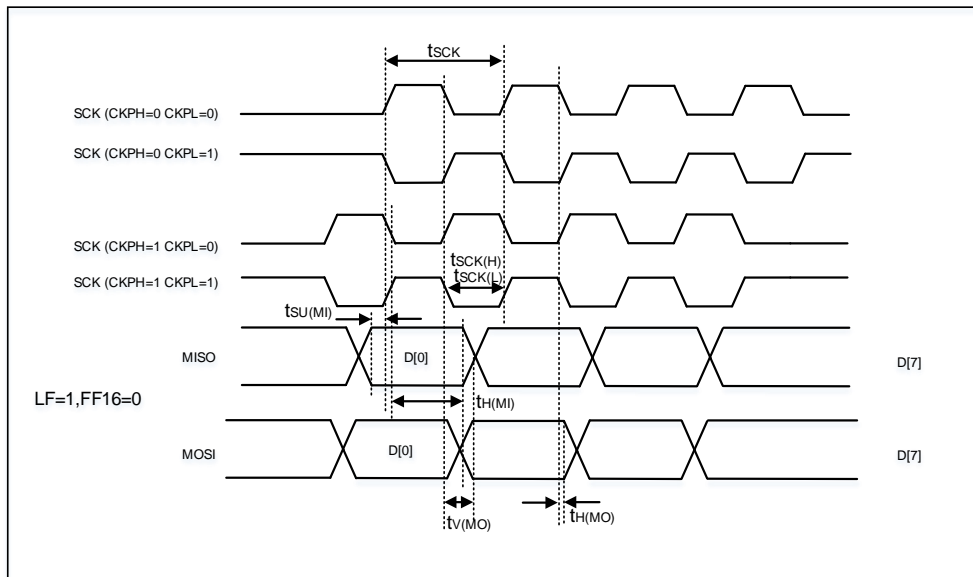 tSCK
SCK (CKPH=0 CKPL=0)
SCK (CKPH=0 CKPL=1)
SCK (CKPH=1 CKPL=0)
tSCK(H)
tSCK(L)
SCK (CKPH=1 CKPL=1)
tSU(MI)
MISO
D[0]
D[7]
LF=1,FF16=0
tH(MI)
MOSI
D[0]
D[7]
tV(MO)
tH(MO)